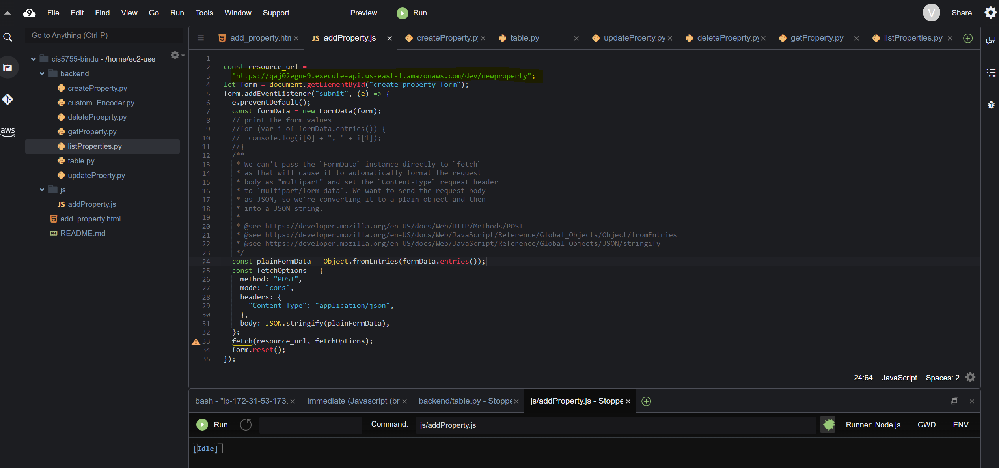 File Edit Find View Go Run Tools Window Support Preview Run V Share
Go to Anything (Ctrl-P)
add_property.htm addProperty.js createProperty.py table.py updateProerty.py deleteProeprty.py getProperty.py listProperties.py
cis5755-bindu - /home/ec2-use
backend
createProperty.py
custom_Encoder.py
deleteProeprty.py
getProperty.py
listProperties.py
table.py
updateProerty.py
js
JS addProperty.js
add_property.html
README.md
aws
1
2 const resource_url =
3 "https://qaj02egne9.execute-api.us-east-1.amazonaws.com/dev/newproperty";
4 let form = document.getElementById("create-property-form");
5 form.addEventListener("submit", (e) => {
6 e.preventDefault();
7 const formData = new FormData(form);
8 // print the form values
9 //for (var i of formData.entries()) {
10 // console.log(i[0] + ", " + i[1]);
11 //}
12 /**
13 * We can't pass the `FormData` instance directly to `fetch`
14 * as that will cause it to automatically format the request
15 * body as "multipart" and set the `Content-Type` request header
16 * to `multipart/form-data`. We want to send the request body
17 * as JSON, so we're converting it to a plain object and then
18 * into a JSON string.
19 *
20 * @see https://developer.mozilla.org/en-US/docs/Web/HTTP/Methods/POST
21 * @see https://developer.mozilla.org/en-US/docs/Web/JavaScript/Reference/Global_Objects/Object/fromEntries
22 * @see https://developer.mozilla.org/en-US/docs/Web/JavaScript/Reference/Global_Objects/JSON/stringify
23 */
24 const plainFormData = Object.fromEntries(formData.entries());
25 const fetchOptions = {
26 method: "POST",
27 mode: "cors",
28 headers: {
29 "Content-Type": "application/json",
30 },
31 body: JSON.stringify(plainFormData),
32 };
33 fetch(resource_url, fetchOptions);
34 form.reset();
35 });
24:64 JavaScript Spaces: 2
bash - "ip-172-31-53-173. Immediate (Javascript (br backend/table.py - Stoppe js/addProperty.js - Stoppe
Run Command: js/addProperty.js Runner: Node.js CWD ENV
[Idle]